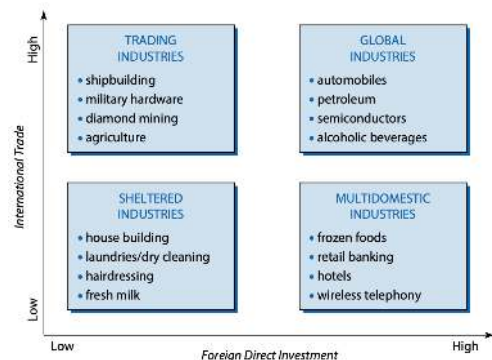 High
International Trade
Low
TRADING
INDUSTRIES
• shipbuilding
• military hardware
• diamond mining
• agriculture
GLOBAL
INDUSTRIES
• automobiles
• petroleum
• semiconductors
• alcoholic beverages
SHELTERED
INDUSTRIES
• house building
• laundries/dry cleaning
• hairdressing
• fresh milk
MULTIDOMESTIC
INDUSTRIES
• frozen foods
• retail banking
• hotels
• wireless telephony
Low
Foreign Direct Investment
High